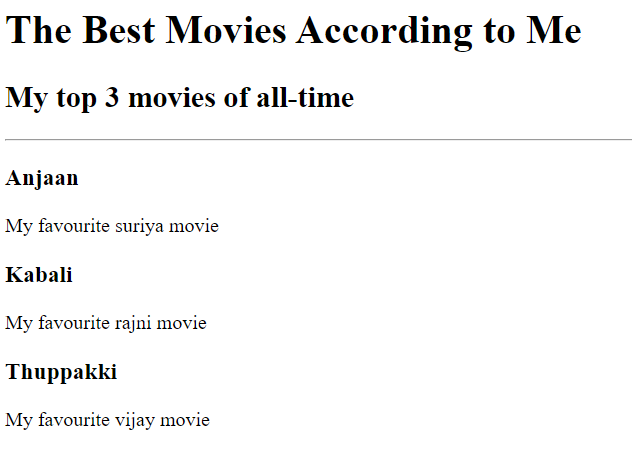 The Best Movies According to Me
My top 3 movies of all-time
Anjaan
My favourite suriya movie
Kabali
My favourite rajni movie
Thuppakki
My favourite vijay movie